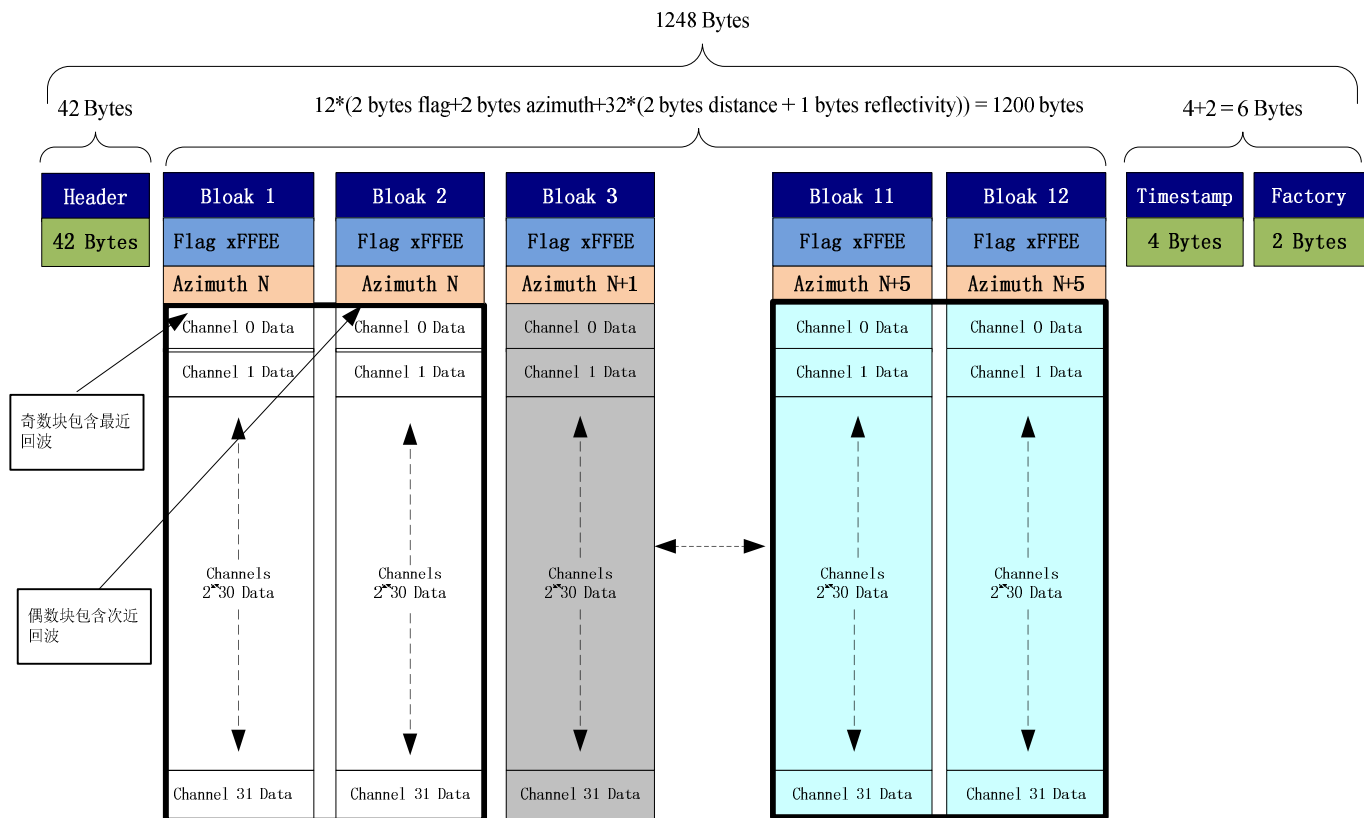 1248 Bytes
42 Bytes
12*(2 bytes flag+2 bytes azimuth+32*(2 bytes distance + 1 bytes reflectivity)) = 1200 bytes
4+2 = 6 Bytes
Header
Bloak 1
Bloak 2
Bloak 3
Bloak 11
Bloak 12
Timestamp
Factory
42 Bytes
Flag xFFEE
Flag xFFEE
Flag xFFEE
Flag xFFEE
Flag xFFEE
4 Bytes
2 Bytes
Azimuth N
Azimuth N
Azimuth N+1
Azimuth N+5
Azimuth N+5
Channel 0 Data
Channel 0 Data
Channel 0 Data
Channel 0 Data
Channel 0 Data
Channel 1 Data
Channel 1 Data
Channel 1 Data
Channel 1 Data
Channel 1 Data
奇数块包含最近
回波
Channels
2~30 Data
Channels
2~30 Data
Channels
2~30 Data
Channels
2~30 Data
Channels
2~30 Data
偶数块包含次近
回波
Channel 31 Data
Channel 31 Data
Channel 31 Data
Channel 31 Data
Channel 31 Data